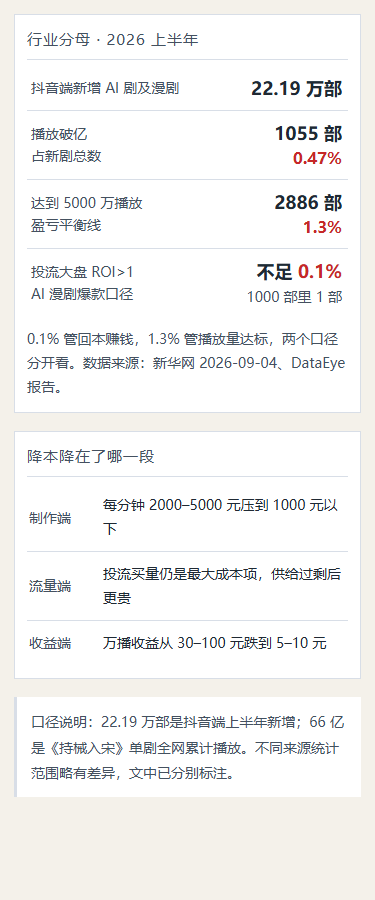 行业分母 · 2026 上半年
抖音端新增 AI 剧及漫剧 22.19 万部
播放破亿 1055 部
占新剧总数 0.47%
达到 5000 万播放 2886 部
盈亏平衡线 1.3%
投流大盘 ROI>1 不足 0.1%
AI 漫剧爆款口径 1000 部里 1 部
0.1% 管回本赚钱，1.3% 管播放量达标，两个口径
分开看。数据来源：新华网 2026-09-04、DataEye
报告。
降本降在了哪一段
制作端 每分钟 2000–5000 元压到 1000 元以
下
流量端 投流买量仍是最大成本项，供给过剩后
更贵
收益端 万播收益从 30–100 元跌到 5–10 元
口径说明：22.19 万部是抖音端上半年新增；66 亿
是《持械入宋》单剧全网累计播放。不同来源统计
范围略有差异，文中已分别标注。